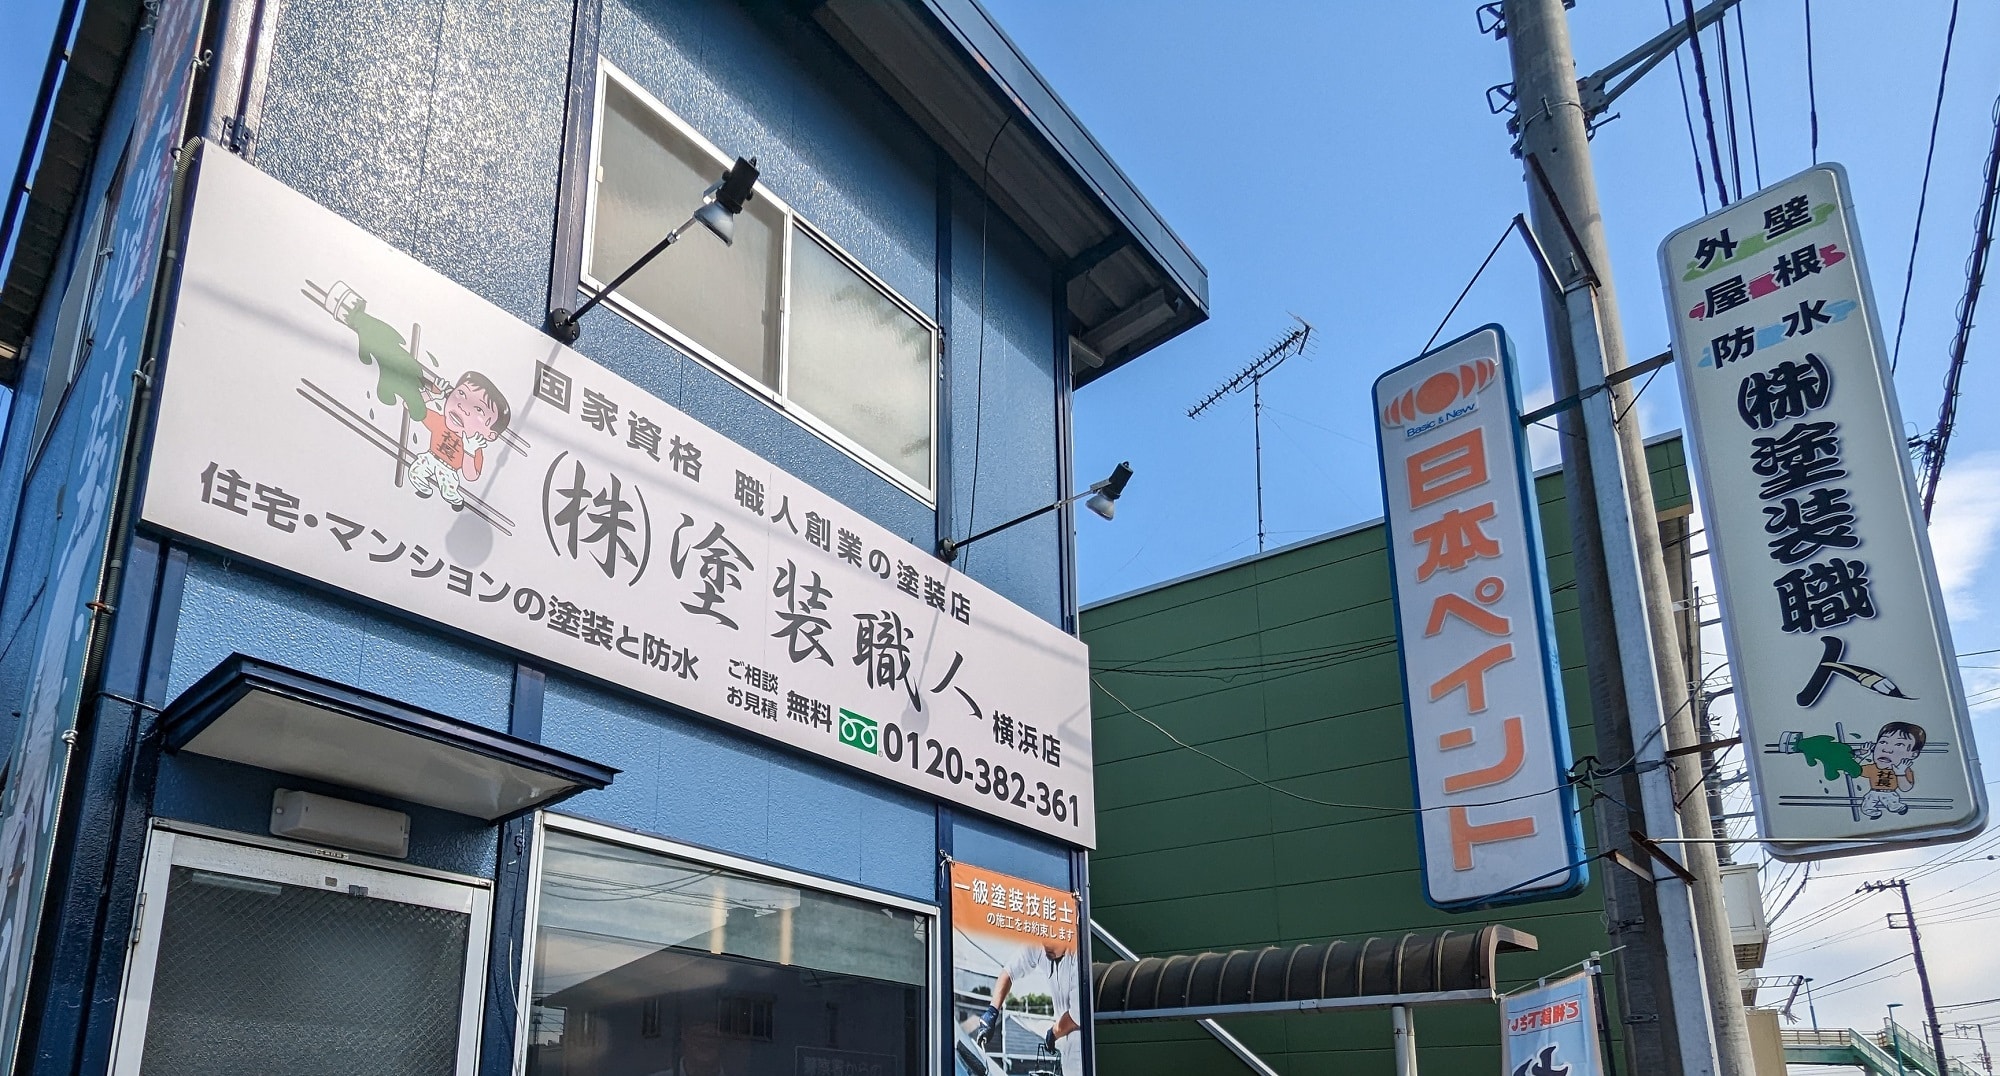 国家資格 職人創業の塗装店
㈱塗装職人 横浜店
住宅・マンションの塗装と防水
ご相談
お見積
無料
0120-382-361
社長
一級塗装技能士
の施工をお約束します
Basic & New
日本ペイント
外壁
屋根
防水
㈱塗装職人
社長